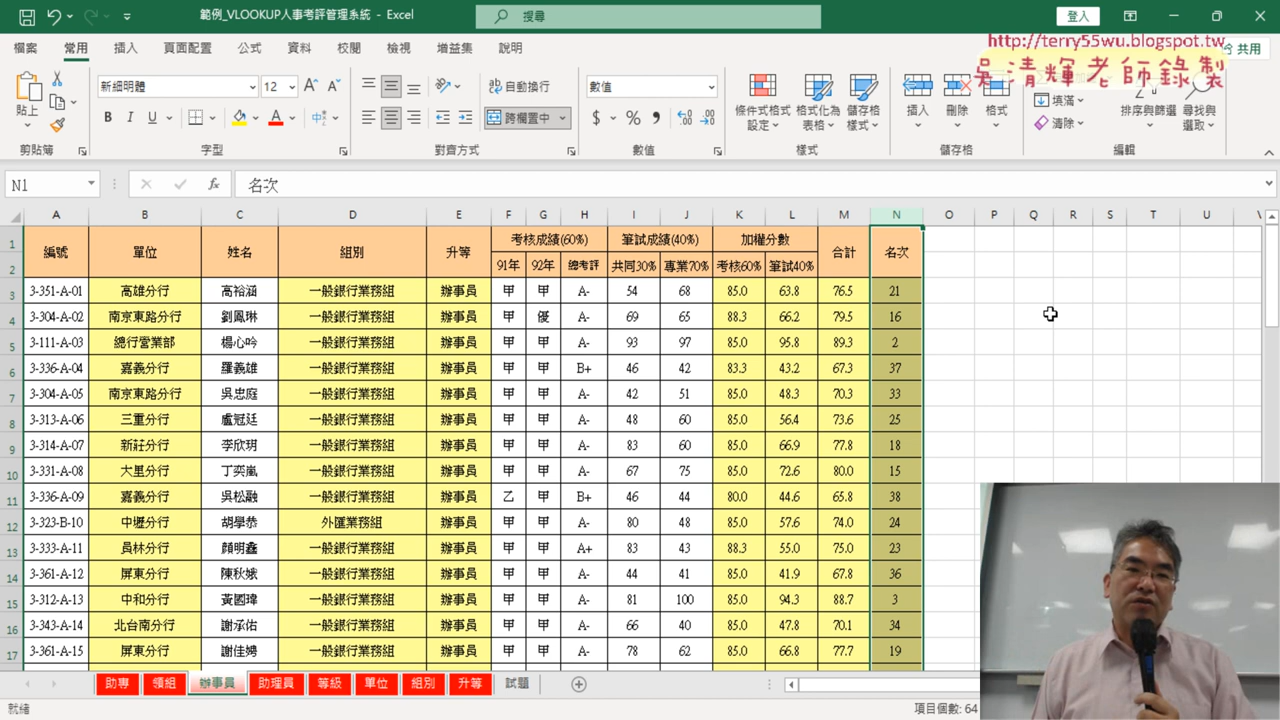 範例_VLOOKUP人事考評管理系統 - Excel
搜尋
登入
http://terry55wu.blogspot.tw
吳清輝老師錄製
檔案 常用 插入 頁面配置 公式 資料 校閱 檢視 增益集 說明
共用
貼上 新細明體 12 自動換行 數值 條件式格式設定 格式化為表格 儲存格樣式 插入 刪除 格式 填滿 排序與篩選 尋找與選取
B I U 中 跨欄置中 $ % 清除
剪貼簿 字型 對齊方式 數值 樣式 儲存格 編輯
N1 fx 名次
A B C D E F G H I J K L M N O P Q R S T U
1 編號 單位 姓名 組別 升等 考核成績(60%) 筆試成績(40%) 加權分數 合計 名次
2 91年 92年 總考評 共同30% 專業70% 考核60% 筆試40%
3 3-351-A-01 高雄分行 高裕涵 一般銀行業務組 辦事員 甲 甲 A- 54 68 85.0 63.8 76.5 21
4 3-304-A-02 南京東路分行 劉鳳琳 一般銀行業務組 辦事員 甲 優 A- 69 65 88.3 66.2 79.5 16
5 3-111-A-03 總行營業部 楊心吟 一般銀行業務組 辦事員 甲 甲 A- 93 97 85.0 95.8 89.3 2
6 3-336-A-04 嘉義分行 羅義雄 一般銀行業務組 辦事員 甲 甲 B+ 46 42 83.3 43.2 67.3 37
7 3-304-A-05 南京東路分行 吳忠庭 一般銀行業務組 辦事員 甲 甲 A- 42 51 85.0 48.3 70.3 33
8 3-313-A-06 三重分行 盧冠廷 一般銀行業務組 辦事員 甲 甲 A- 48 60 85.0 56.4 73.6 25
9 3-314-A-07 新莊分行 李欣玥 一般銀行業務組 辦事員 甲 甲 A- 83 60 85.0 66.9 77.8 18
10 3-331-A-08 大里分行 丁奕嵐 一般銀行業務組 辦事員 甲 甲 A- 67 75 85.0 72.6 80.0 15
11 3-336-A-09 嘉義分行 吳松融 一般銀行業務組 辦事員 乙 甲 B+ 46 44 80.0 44.6 65.8 38
12 3-323-B-10 中壢分行 胡學恭 外匯業務組 辦事員 甲 甲 A- 80 48 85.0 57.6 74.0 24
13 3-333-A-11 員林分行 顏明鑫 一般銀行業務組 辦事員 甲 甲 A+ 83 43 88.3 55.0 75.0 23
14 3-361-A-12 屏東分行 陳秋娥 一般銀行業務組 辦事員 甲 甲 A- 44 41 85.0 41.9 67.8 36
15 3-312-A-13 中和分行 黃國瑋 一般銀行業務組 辦事員 甲 甲 A- 81 100 85.0 94.3 88.7 3
16 3-343-A-14 北台南分行 謝承佑 一般銀行業務組 辦事員 甲 甲 A- 66 40 85.0 47.8 70.1 34
17 3-361-A-15 屏東分行 謝佳娉 一般銀行業務組 辦事員 甲 甲 A- 78 62 85.0 66.8 77.7 19
助專 領組 辦事員 助理員 等級 單位 組別 升等 試題
就緒 項目個數: 64